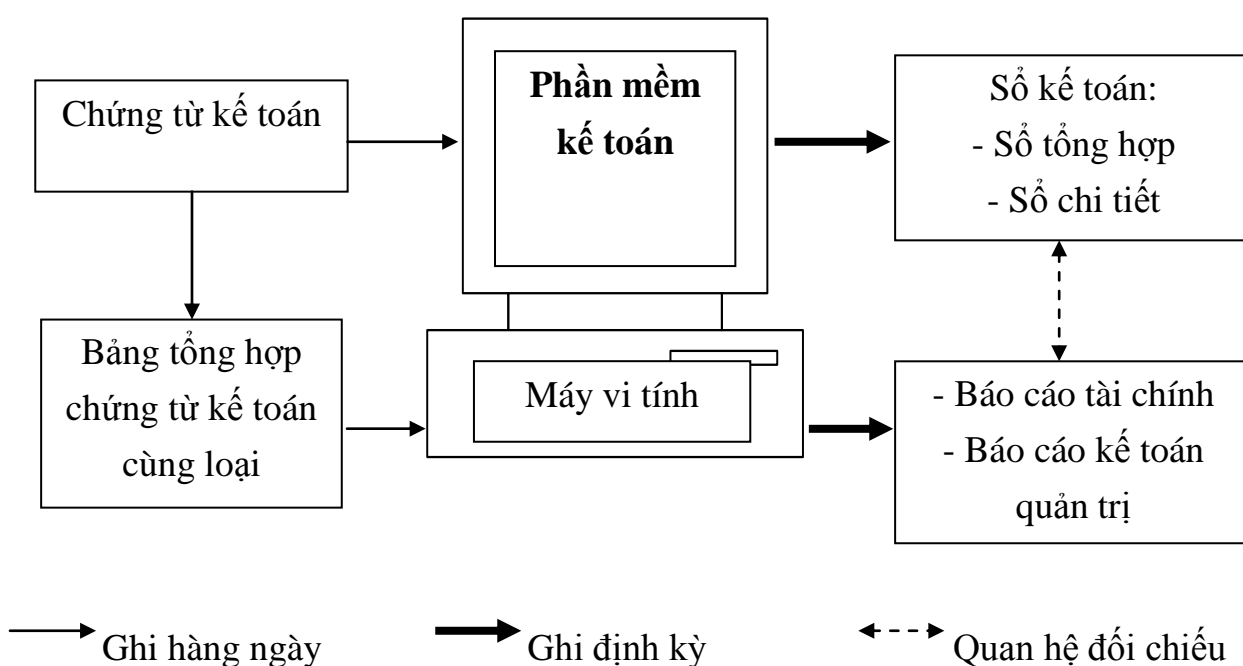 Chứng từ kế toán
Phần mềm
kế toán
Sổ kế toán:
- Sổ tổng hợp
- Sổ chi tiết
Bảng tổng hợp
chứng từ kế toán
cùng loại
Máy vi tính
- Báo cáo tài chính
- Báo cáo kế toán
quản trị
Ghi hàng ngày
Ghi định kỳ
Quan hệ đối chiếu